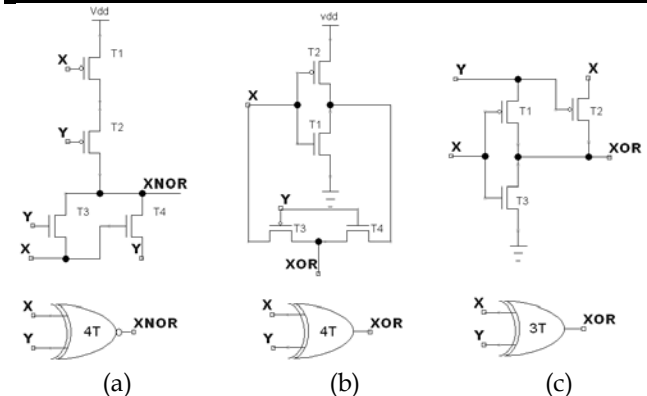 Vdd
X
T1
Y
T2
XNOR
Y
T3
T4
X
Y
X
Y
4T
XNOR
(a)
vdd
T2
X
T1
Y
T3
T4
XOR
X
Y
4T
XOR
(b)
Y
X
T1
T2
X
XOR
T3
X
Y
3T
XOR
(c)